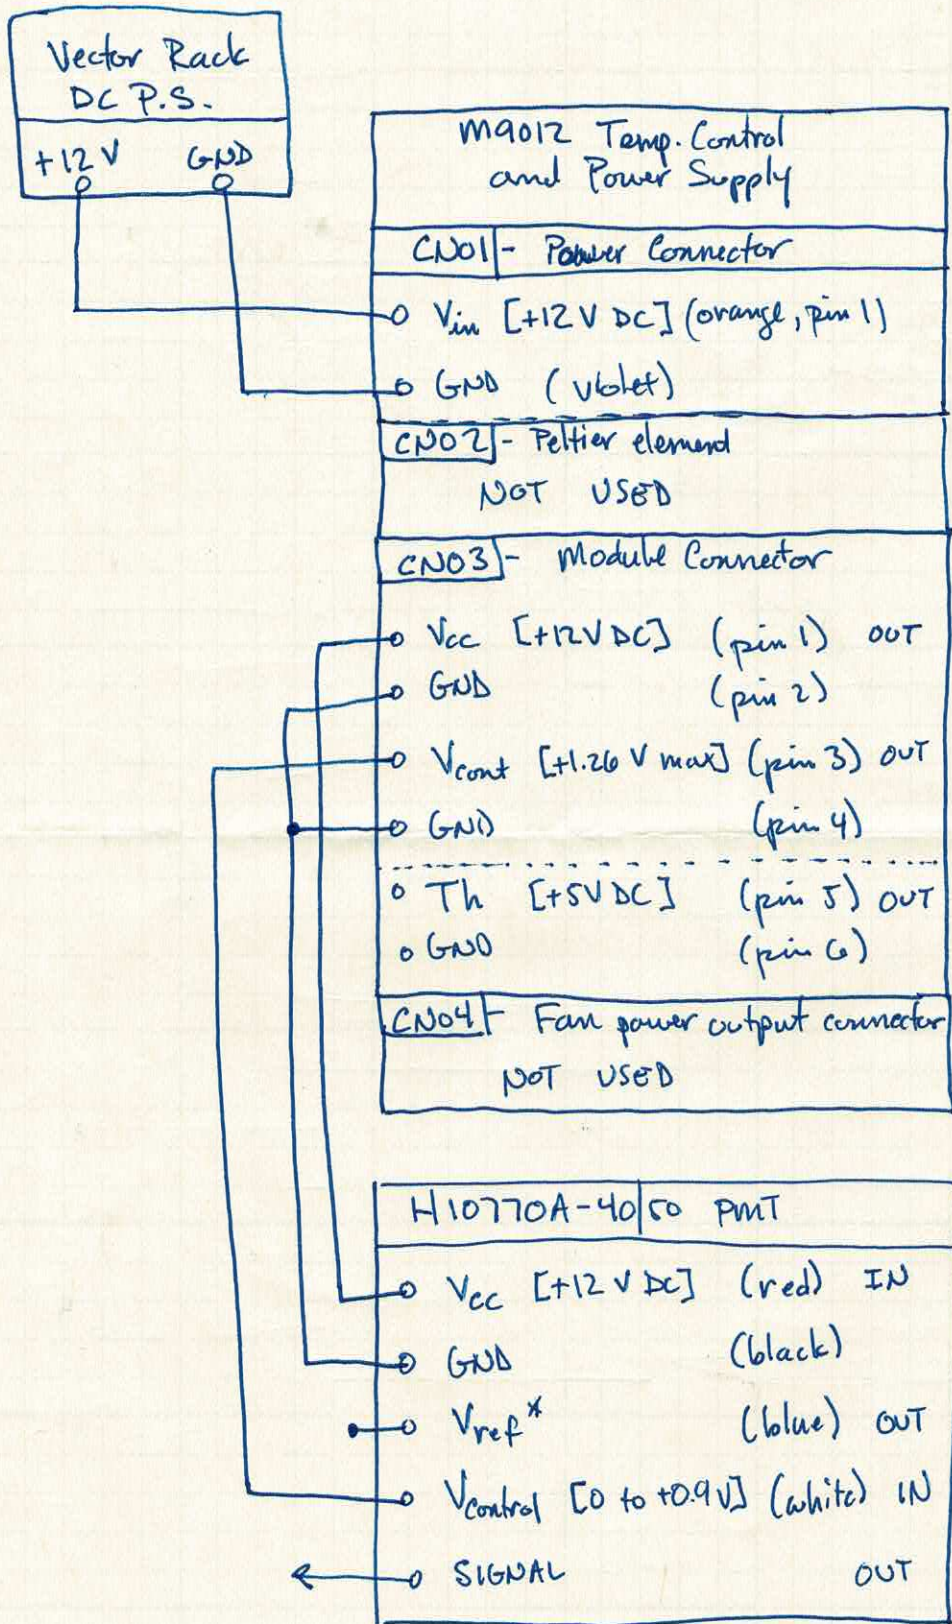 Vector Rack
DC P.S.
+12 V GND
M9012 Temp. Control
and Power Supply
CN01 - Power Connector
Vin [+12 V DC] (orange, pin 1)
GND (violet)
CN02 - Peltier element
NOT USED
CN03 - Module Connector
Vcc [+12V DC] (pin 1) OUT
GND (pin 2)
Vcont [+1.26 V max] (pin 3) OUT
GND (pin 4)
Th [+5V DC] (pin 5) OUT
GND (pin 6)
CN04 - Fan power output connector
NOT USED
H10770A-40/50 PMT
Vcc [+12 V DC] (red) IN
GND (black)
Vref* (blue) OUT
Vcontrol [0 to +0.9V] (white) IN
SIGNAL OUT